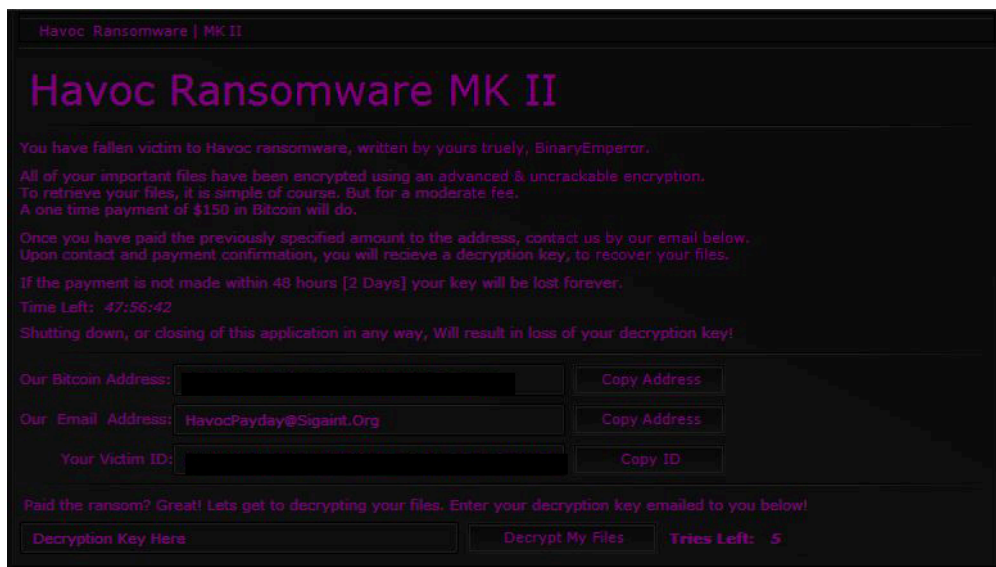 Havoc Ransomware | MK II
Havoc Ransomware MK II
You have fallen victim to Havoc ransomware, written by yours truely, BinaryEmperor.
All of your important files have been encrypted using an advanced & uncrackable encryption.
To retrieve your files, it is simple of course. But for a moderate fee.
A one time payment of $150 in Bitcoin will do.
Once you have paid the previously specified amount to the address, contact us by our email below.
Upon contact and payment confirmation, you will recieve a decryption key, to recover your files.
If the payment is not made within 48 hours [2 Days] your key will be lost forever.
Time Left: 47:56:42
Shutting down, or closing of this application in any way, Will result in loss of your decryption key!
Our Bitcoin Address: Copy Address
Our Email Address: HavocPayday@Sigaint.Org Copy Address
Your Victim ID: Copy ID
Paid the ransom? Great! Lets get to decrypting your files. Enter your decryption key emailed to you below!
Decryption Key Here Decrypt My Files Tries Left: 5